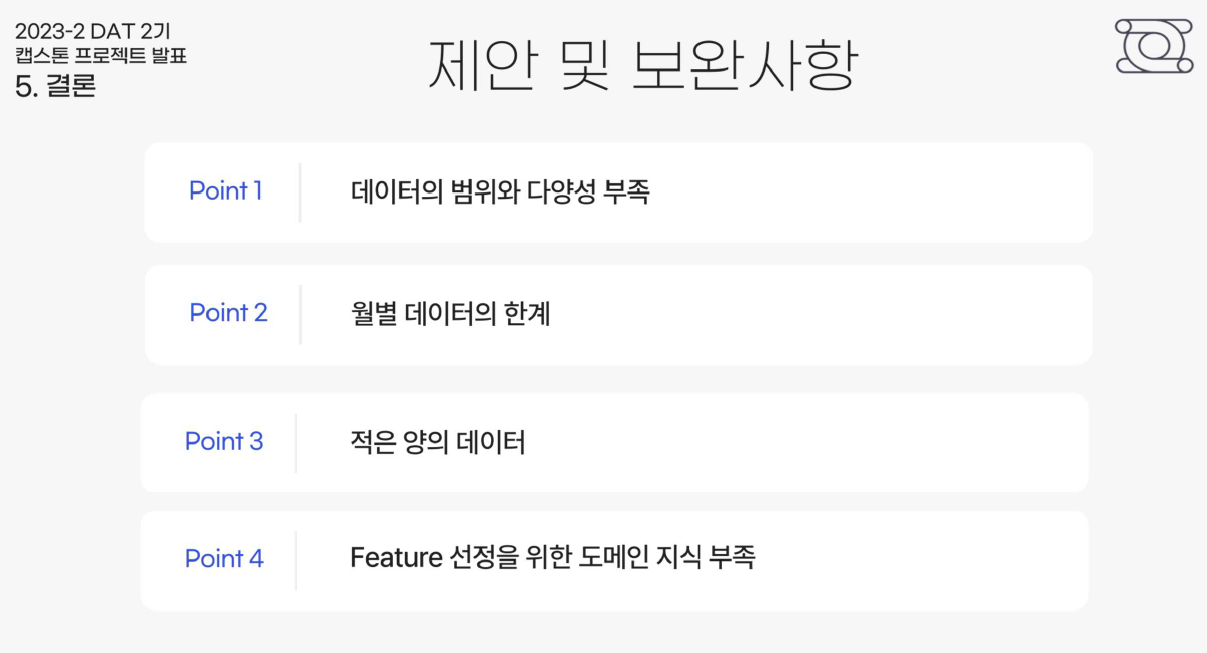 2023-2 DAT 2기
캡스톤 프로젝트 발표
5. 결론
제안 및 보완사항
Point 1 데이터의 범위와 다양성 부족
Point 2 월별 데이터의 한계
Point 3 적은 양의 데이터
Point 4 Feature 선정을 위한 도메인 지식 부족